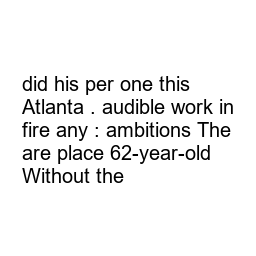 did his per one this
Atlanta . audible work in
fire any : ambitions The
are place 62-year-old
Without the